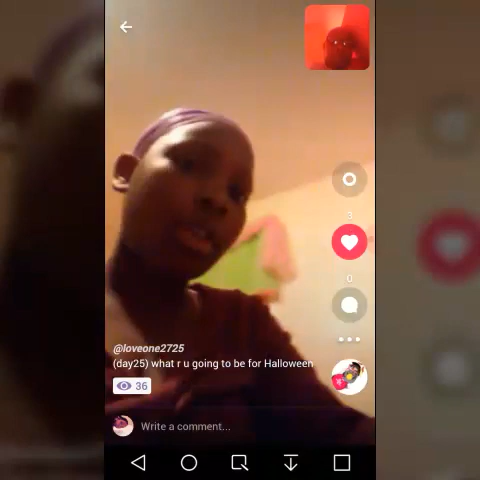 3
0
@loveone2725
(day25) what r u going to be for Halloween
36
Write a comment...